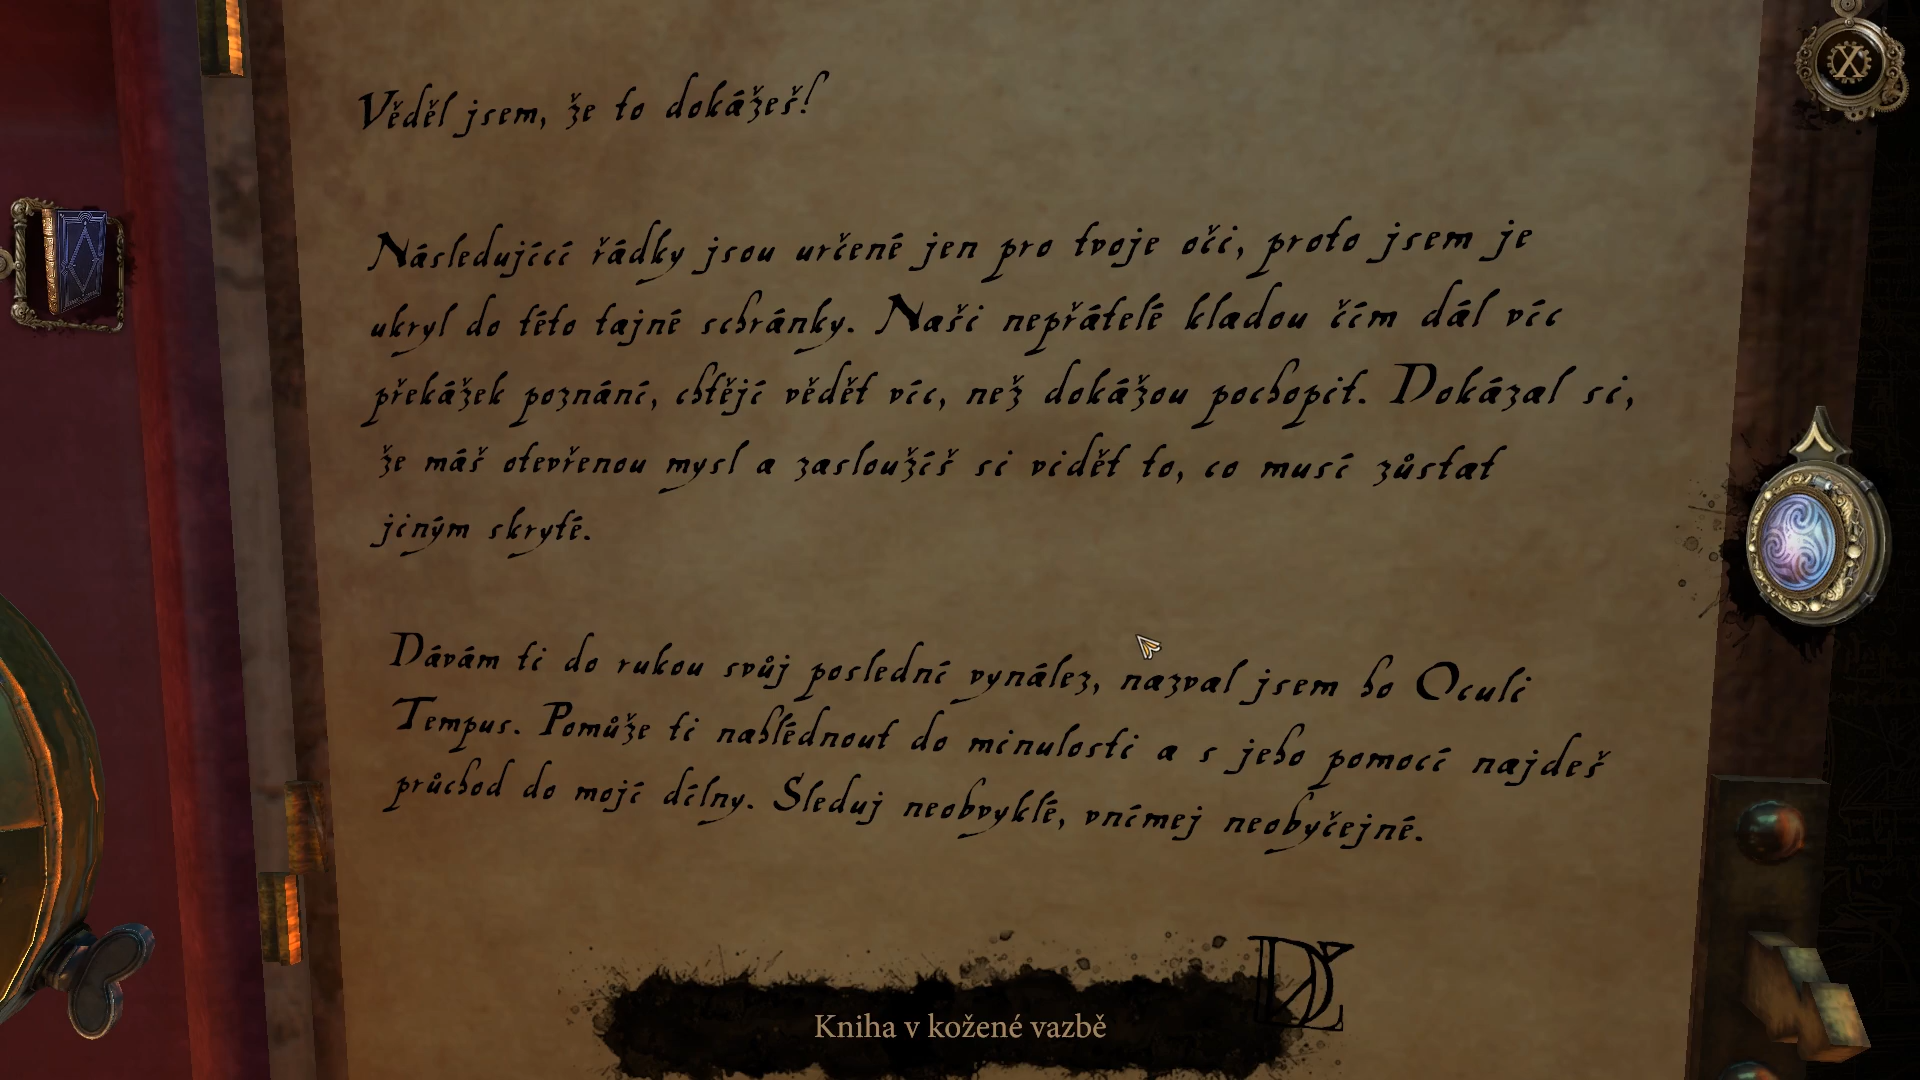 Věděl jsem, že to dokážeš!
Následující řádky jsou určené jen pro tvoje oči, proto jsem je
ukryl do této tajné schránky. Naši nepřátelé kladou čím dál víc
překážek poznání, chtějí vědět víc, než dokážou pochopit. Dokázal si,
že máš otevřenou mysl a zasloužíš si vidět to, co musí zůstat
jiným skryté.
Dávám ti do rukou svůj poslední vynález, nazval jsem ho Oculi
Tempus. Pomůže ti nahlédnout do minulosti a s jeho pomocí najdeš
průchod do mojí dílny. Sleduj neobvyklé, vnímej neobyčejné.
Kniha v kožené vazbě